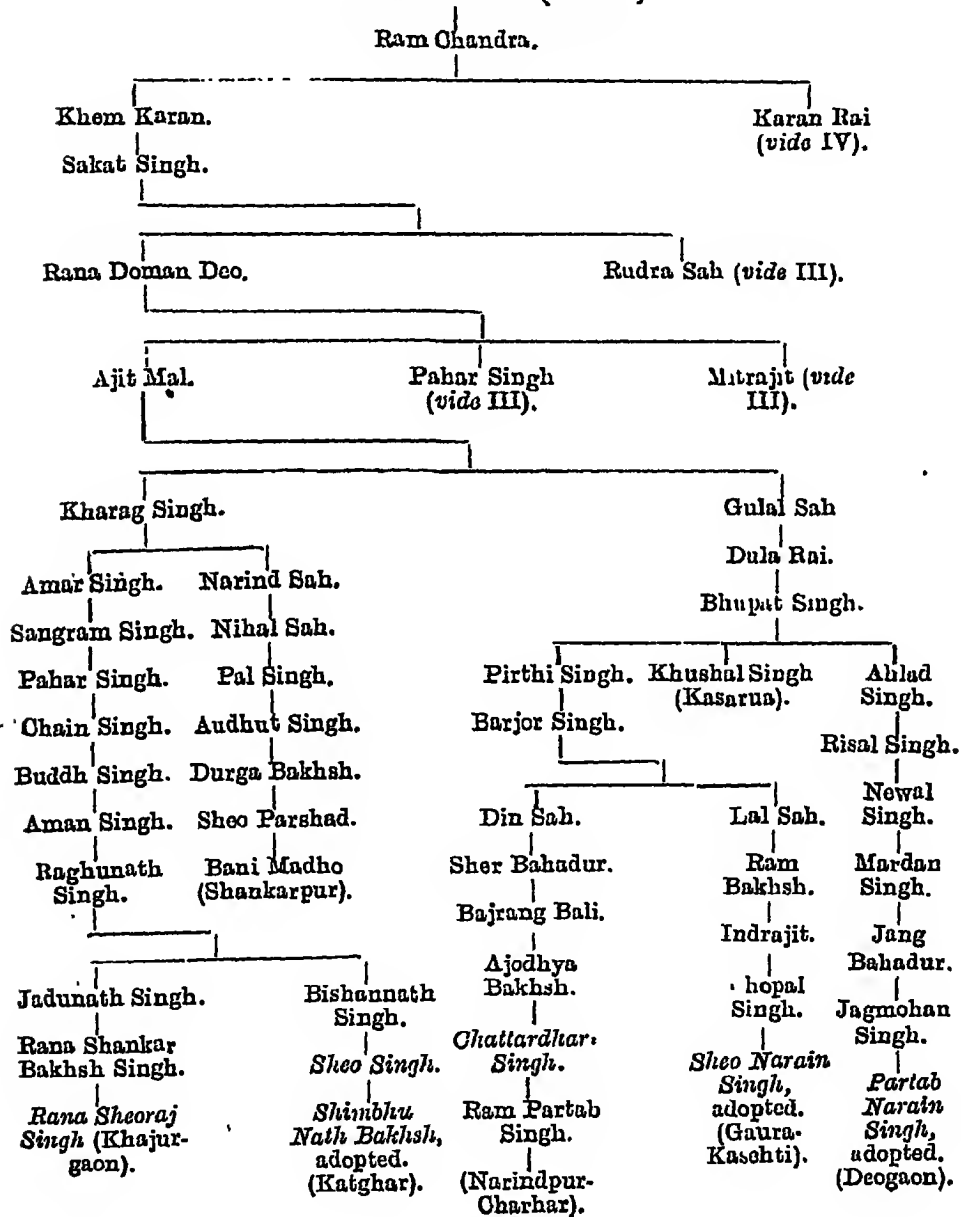 Ram Chandra.
Khem Karan.
Karan Rai
(vide IV).
Sakat Singh.
Rana Doman Deo.
Rudra Sah (vide III).
Ajit Mal.
Pahar Singh
(vide III).
Mitrajit (vide
III).
Kharag Singh.
Gulal Sah
Dula Rai.
Bhupat Singh.
Amar Singh.
Narind Sah.
Sangram Singh.
Nihal Sah.
Pahar Singh.
Pal Singh.
Chain Singh.
Audhut Singh.
Buddh Singh.
Durga Bakhsh.
Aman Singh.
Sheo Parshad.
Raghunath
Singh.
Bani Madho
(Shankarpur).
Jadunath Singh.
Rana Shankar
Bakhsh Singh.
Rana Sheoraj
Singh (Khajur-
gaon).
Bishannath
Singh.
Sheo Singh.
Shimbhu
Nath Bakhsh,
adopted.
(Katghar).
Pirthi Singh.
Khushal Singh
(Kasarua).
Ahlad
Singh.
Barjor Singh.
Risal Singh.
Newal
Singh.
Mardan
Singh.
Jang
Bahadur.
Jagmohan
Singh.
Partab
Narain
Singh,
adopted.
(Deogaon).
Din Sah.
Sher Bahadur.
Bajrang Bali.
Ajodhya
Bakhsh.
Chattardhar
Singh.
Ram Partab
Singh.
(Narindpur-
Charhar).
Lal Sah.
Ram
Bakhsh.
Indrajit.
hopal
Singh.
Sheo Narain
Singh,
adopted.
(Gaura-
Kasehti).